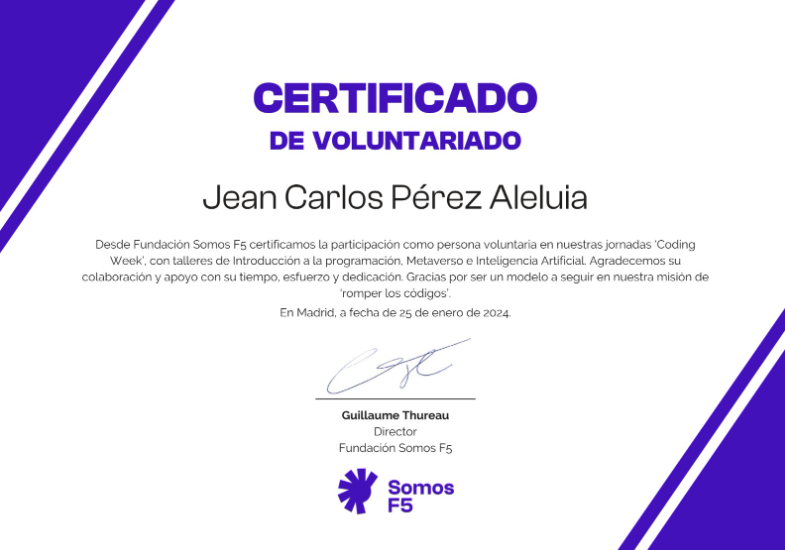 CERTIFICADO
DE VOLUNTARIADO
Jean Carlos Pérez Aleluia
Desde Fundación Somos F5 certificamos la participación como persona voluntaria en nuestras jornadas ‘Coding
Week’, con talleres de Introducción a la programación, Metaverso e Inteligencia Artificial. Agradecemos su
colaboración y apoyo con su tiempo, esfuerzo y dedicación. Gracias por ser un modelo a seguir en nuestra misión de
‘romper los códigos’.
En Madrid, a fecha de 25 de enero de 2024.
Guillaume Thureau
Director
Fundación Somos F5
Somos
F5